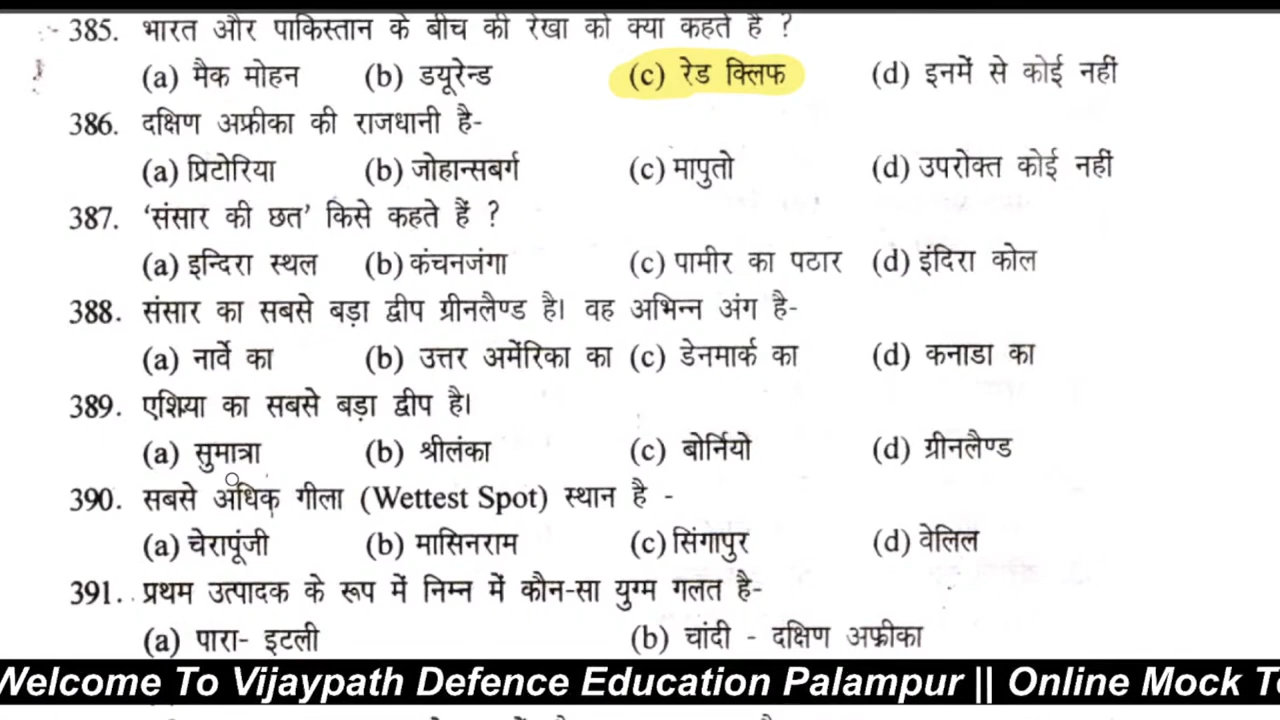 385. भारत और पाकिस्तान के बीच की रेखा को क्या कहते हैं ?
(a) मैक मोहन (b) डयूरेन्ड (c) रेड क्लिफ (d) इनमें से कोई नहीं
386. दक्षिण अफ्रीका की राजधानी है-
(a) प्रिटोरिया (b) जोहान्सबर्ग (c) मापुतो (d) उपरोक्त कोई नहीं
387. ‘संसार की छत’ किसे कहते हैं ?
(a) इन्दिरा स्थल (b) कंचनजंगा (c) पामीर का पठार (d) इंदिरा कोल
388. संसार का सबसे बड़ा द्वीप ग्रीनलैण्ड है। वह अभिन्न अंग है-
(a) नार्वे का (b) उत्तर अमेंरिका का (c) डेनमार्क का (d) कनाडा का
389. एशिया का सबसे बड़ा द्वीप है।
(a) सुमात्रा (b) श्रीलंका (c) बोर्नियो (d) ग्रीनलैण्ड
390. सबसे अधिक गीला (Wettest Spot) स्थान है -
(a) चेरापूंजी (b) मासिनराम (c) सिंगापुर (d) वेलिल
391. प्रथम उत्पादक के रूप में निम्न में कौन-सा युग्म गलत है-
(a) पारा- इटली (b) चांदी - दक्षिण अफ्रीका
Welcome To Vijaypath Defence Education Palampur || Online Mock Te